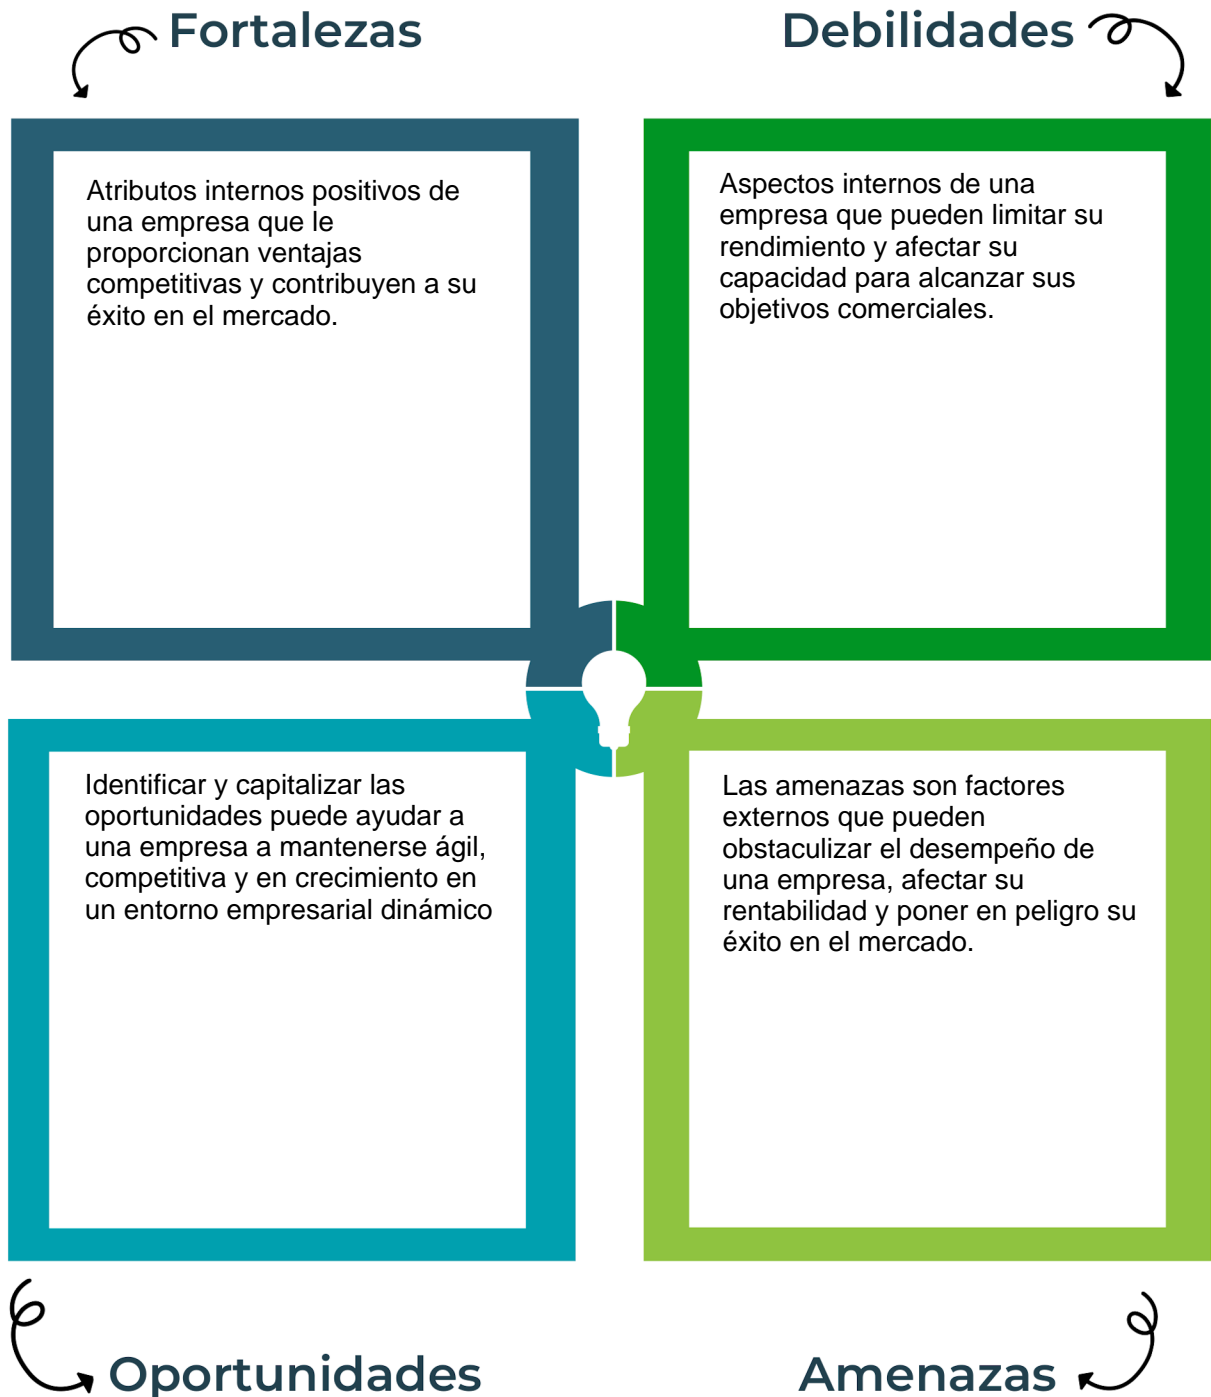 Fortalezas
Atributos internos positivos de
una empresa que le
proporcionan ventajas
competitivas y contribuyen a su
éxito en el mercado.
Debilidades
Aspectos internos de una
empresa que pueden limitar su
rendimiento y afectar su
capacidad para alcanzar sus
objetivos comerciales.
Identificar y capitalizar las
oportunidades puede ayudar a
una empresa a mantenerse ágil,
competitiva y en crecimiento en
un entorno empresarial dinámico
Oportunidades
Las amenazas son factores
externos que pueden
obstaculizar el desempeño de
una empresa, afectar su
rentabilidad y poner en peligro su
éxito en el mercado.
Amenazas